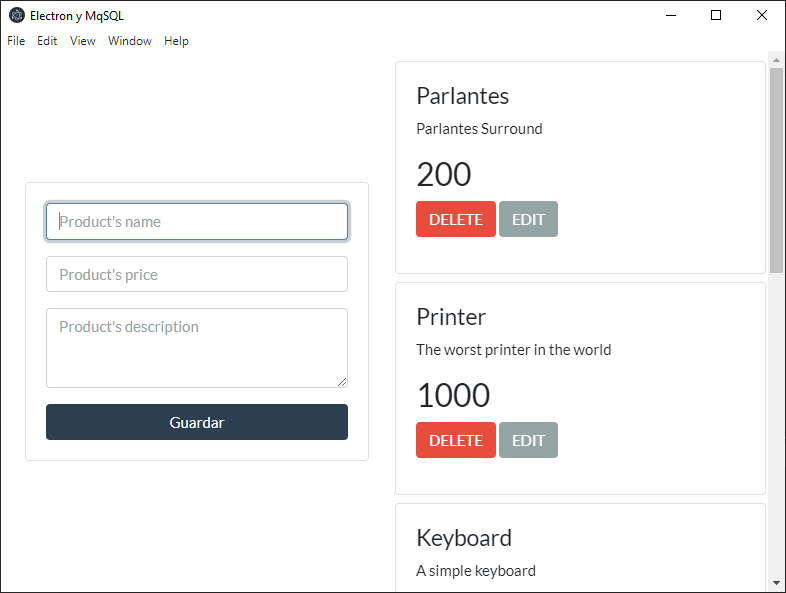 Electron y MqSQL
File Edit View Window Help
Product's name
Product's price
Product's description
Guardar
Parlantes
Parlantes Surround
200
DELETE EDIT
Printer
The worst printer in the world
1000
DELETE EDIT
Keyboard
A simple keyboard